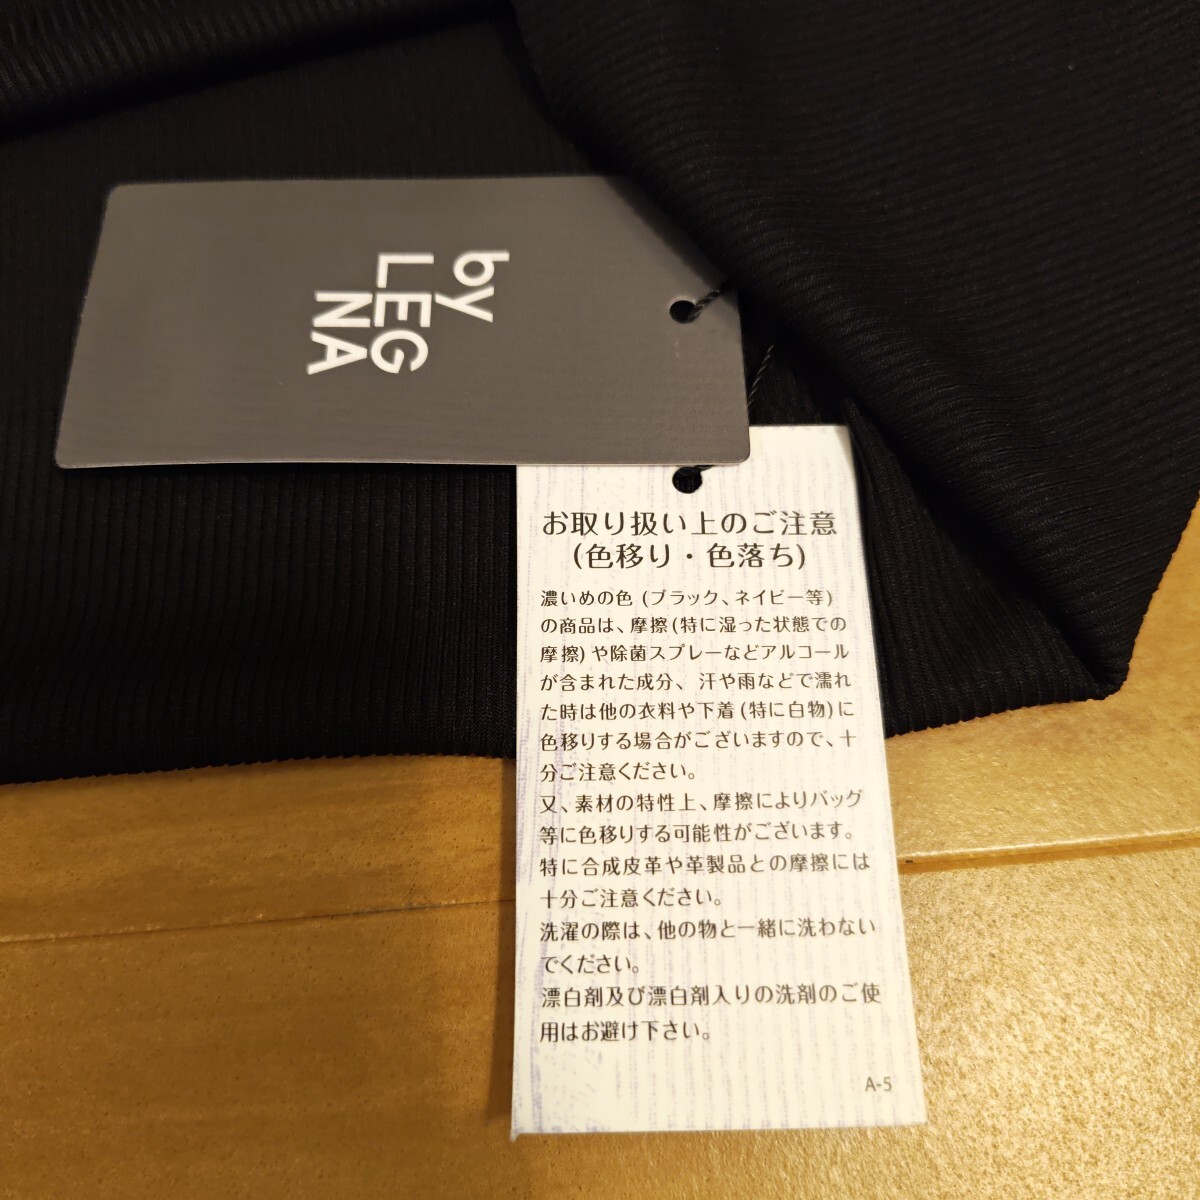 by
LEG
NA
お取り扱い上のご注意
(色移り・色落ち)
濃いめの色 (ブラック、ネイビー等)
の商品は、摩擦 (特に湿った状態での
摩擦) や除菌スプレーなどアルコール
が含まれた成分、 汗や雨などで濡れ
た時は他の衣料や下着 (特に白物) に
色移りする場合がございますので、十
分ご注意ください。
又、素材の特性上、摩擦によりバッグ
等に色移りする可能性がございます。
特に合成皮革や革製品との摩擦には
十分ご注意ください。
洗濯の際は、他の物と一緒に洗わない
でください。
漂白剤及び漂白剤入りの洗剤のご使
用はお避け下さい。
A-5